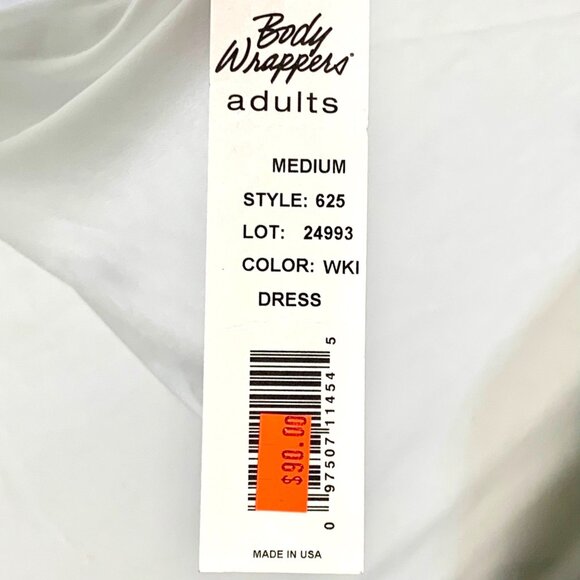 Body
Wrappers®
adults
MEDIUM
STYLE: 625
LOT: 24993
COLOR: WKI
DRESS
0 97507 11454 5
$90.00
MADE IN USA